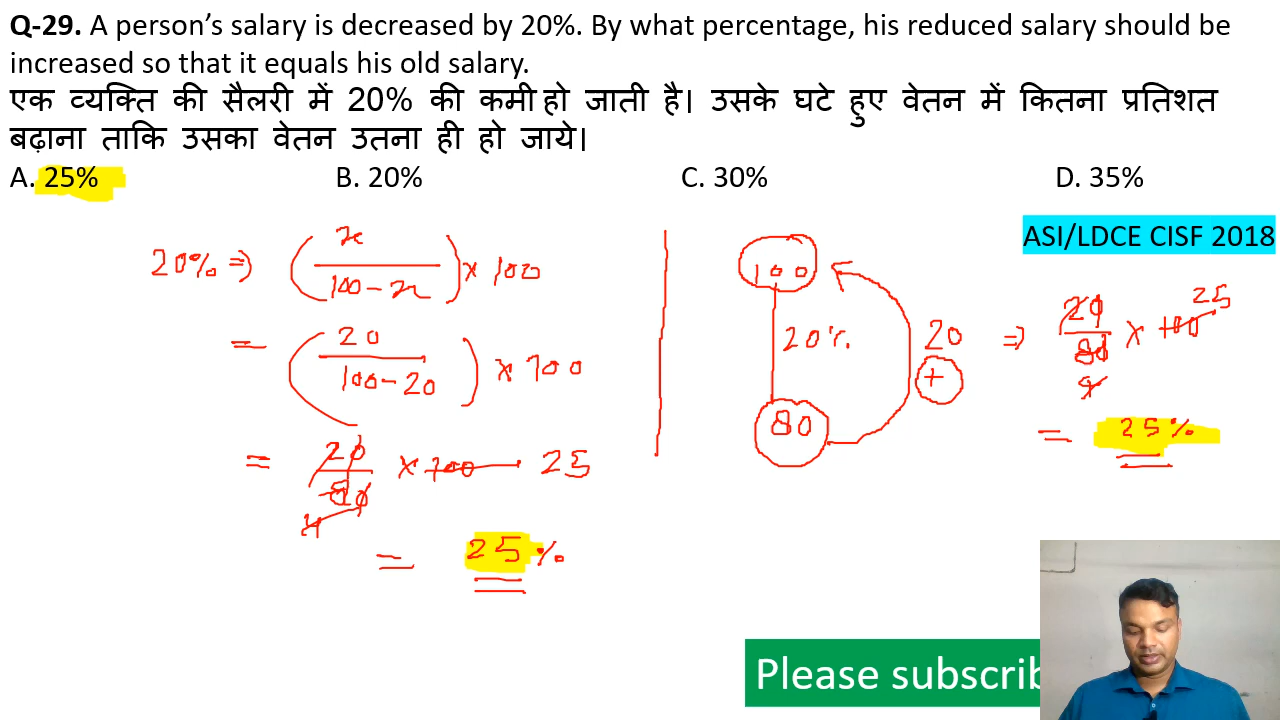 Q-29. A person’s salary is decreased by 20%. By what percentage, his reduced salary should be
increased so that it equals his old salary.
एक व्यक्ति की सैलरी में 20% की कमी हो जाती है। उसके घटे हुए वेतन में कितना प्रतिशत
बढ़ाना ताकि उसका वेतन उतना ही हो जाये।
A. 25% B. 20% C. 30% D. 35%
ASI/LDCE CISF 2018
20% ⇒ (x / 100 - x) x 100
= (20 / 100 - 20) x 100
= 20 / 80 x 100 25
4
= 25%
100
20%
80
20
+
⇒ 20 / 80 x 100 25
4
= 25%
Please subscrib